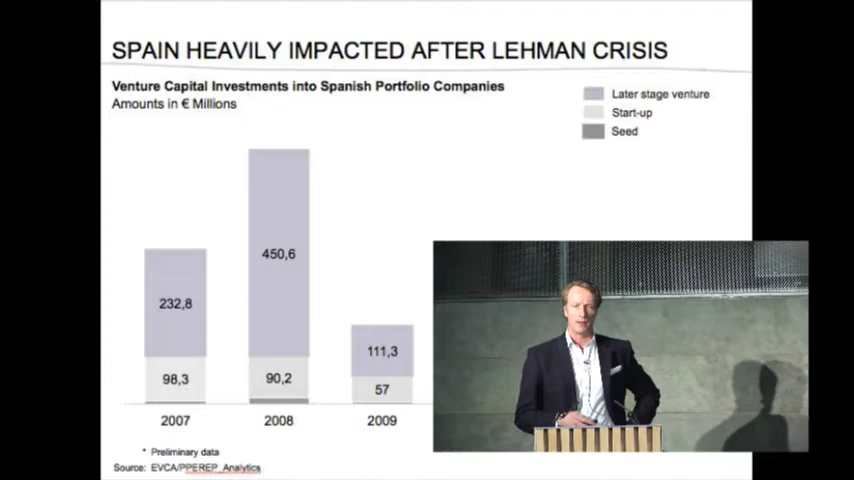 SPAIN HEAVILY IMPACTED AFTER LEHMAN CRISIS
Venture Capital Investments into Spanish Portfolio Companies
Amounts in € Millions
Later stage venture
Start-up
Seed
450,6
232,8
111,3
98,3
90,2
57
2007
2008
2009
* Preliminary data
Source: EVCA/PPEREP_Analytics